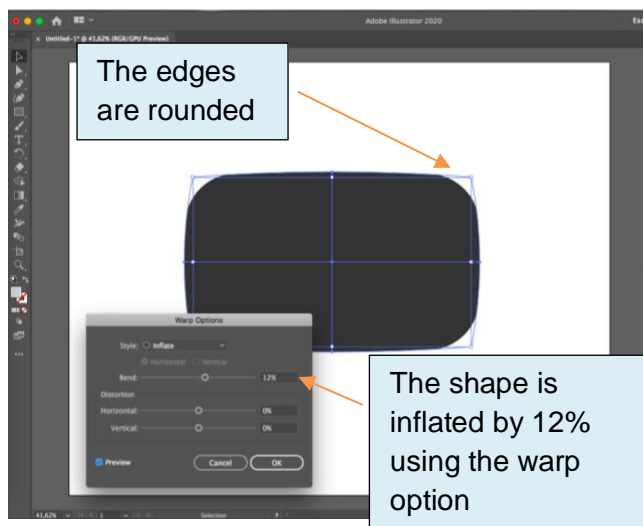 Adobe Illustrator 2020
Ess
× Untitled-1* @ 41,62% (RGB/GPU Preview)
The edges
are rounded
Warp Options
Style: Inflate
Horizontal Vertical
Bend: 12%
Distortion
Horizontal: 0%
Vertical: 0%
Preview Cancel OK
The shape is
inflated by 12%
using the warp
option
41,62% 1 Selection